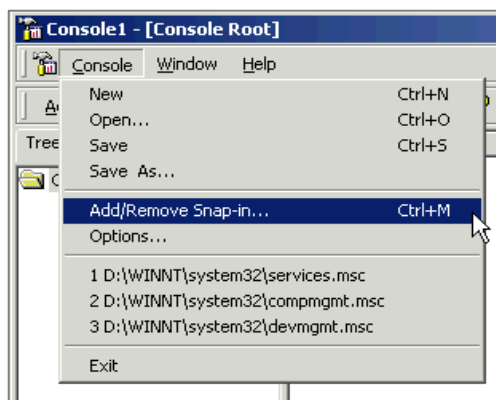 Console1 - [Console Root]
Console Window Help
New Ctrl+N
Open... Ctrl+O
Tree
Save Ctrl+S
Save As...
Add/Remove Snap-in... Ctrl+M
Options...
1 D:\WINNT\system32\services.msc
2 D:\WINNT\system32\compmgmt.msc
3 D:\WINNT\system32\devmgmt.msc
Exit